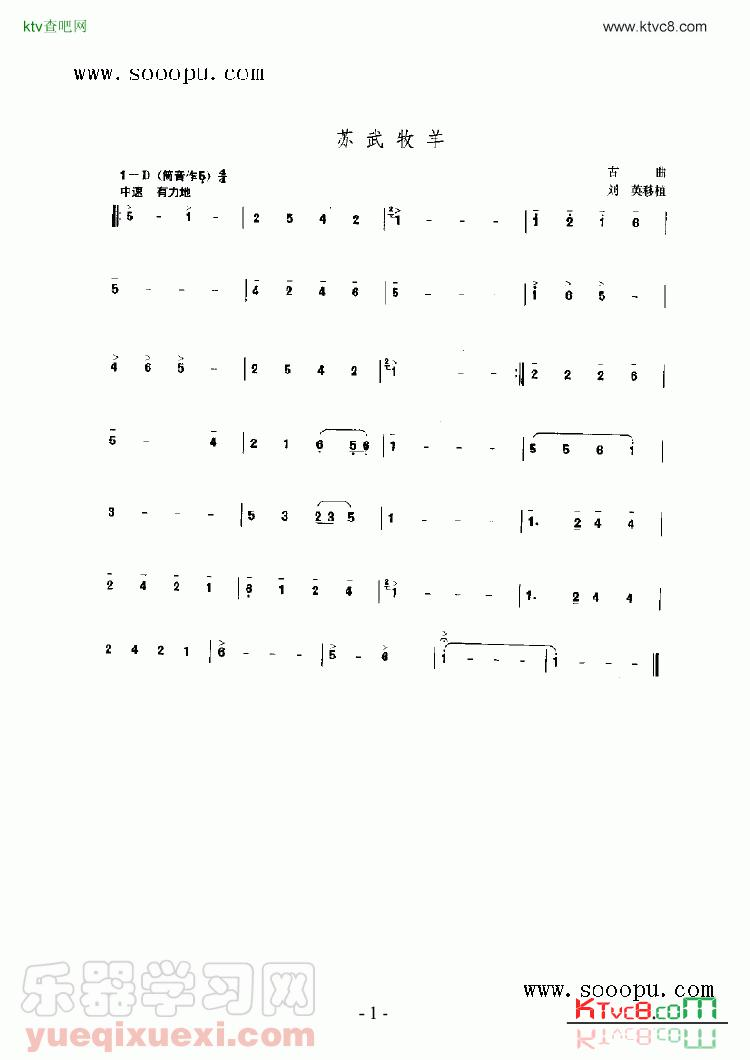 ktv查吧网 www.ktvc8.com
www.sooopu.com
苏武牧羊
1=D（筒音作5）4/4 古曲
中速 有力地 刘英移植
‖: 5 - 1 - | 2 5 4 2 | 2 1 - - - | 1 2 1 6 |
5 - - - | 4 2 4 6 | 5 - - - | 1 6 5 - |
4 6 5 - | 2 5 4 2 | 2 1 - - :‖ 2 2 2 6 |
5 - - 4 | 2 1 6 5 6 | 1 - - - | 5 5 6 1 |
3 - - - | 5 3 2 3 5 | 1 - - - | 1. 2 4 4 |
2 4 2 1 | 6 1 2 4 | 2 1 - - - | 1. 2 4 4 |
2 4 2 1 | 6 - - - | 5 - 6 - | 1 - - - | 1 - - - ‖
乐器学习网
yueqixuexi.com
- 1 -
www.sooopu.com
KTvc8.com